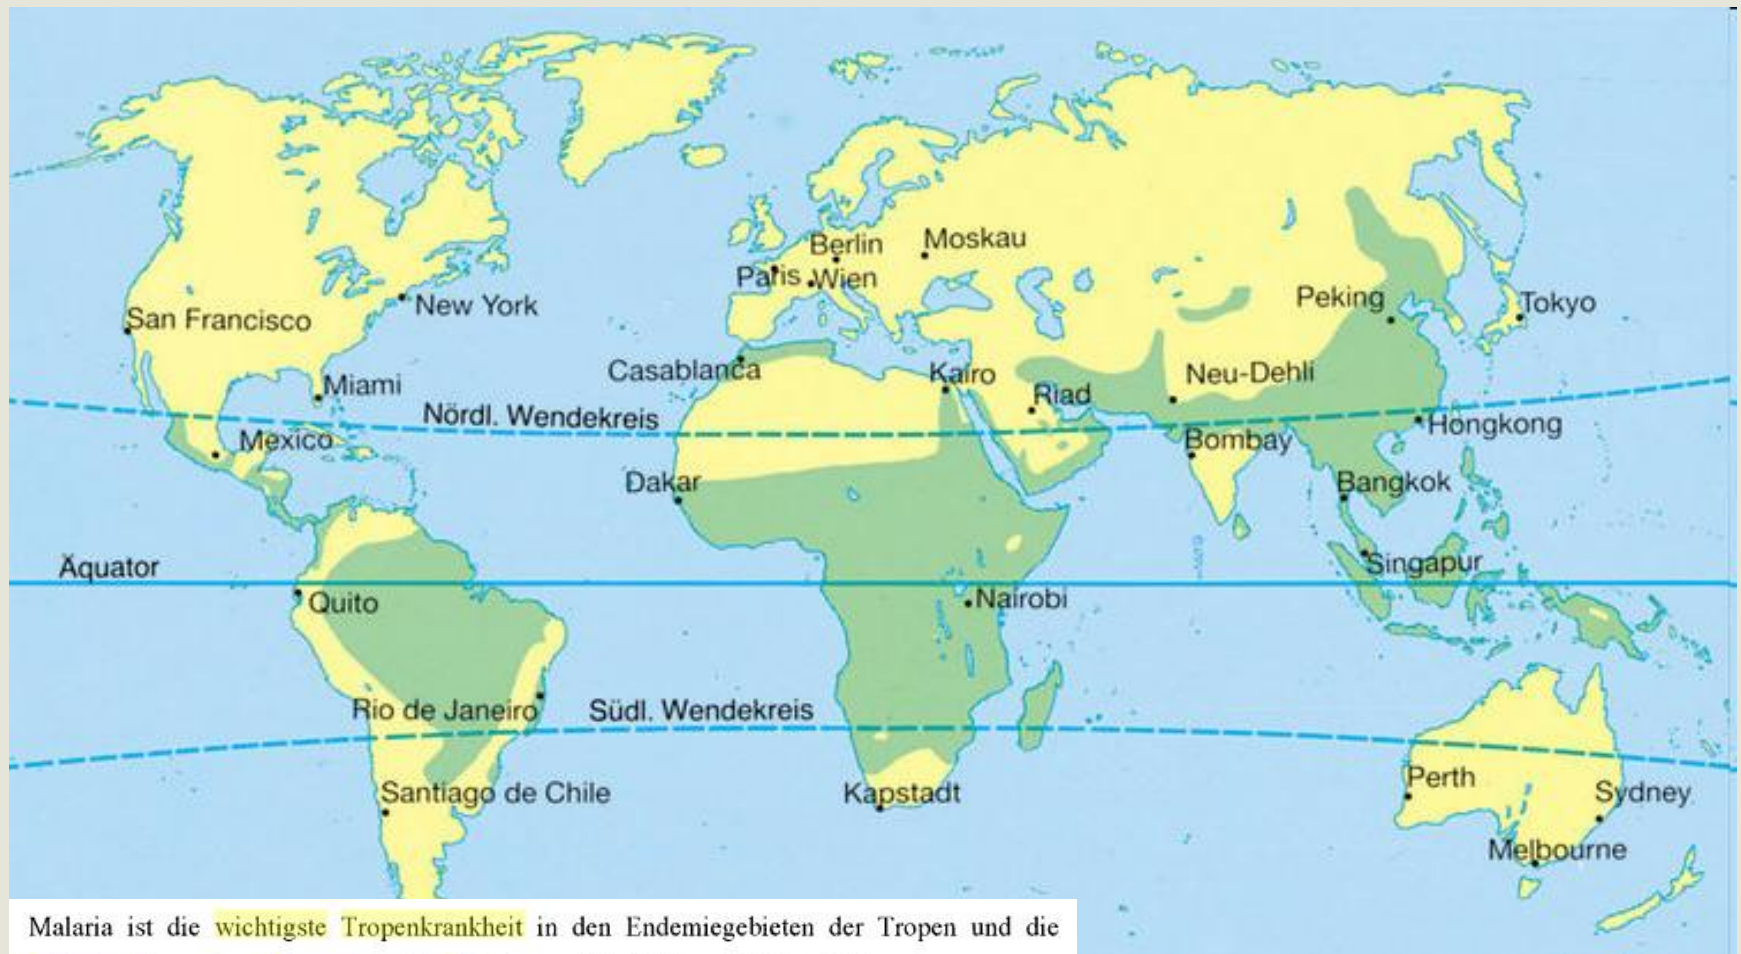 Berlin
Moskau
Paris
Wien
San Francisco
New York
Peking
Tokyo
Casablanca
Kairo
Neu-Dehli
Miami
Riad
Nördl. Wendekreis
Mexico
Bombay
Hongkong
Dakar
Bangkok
Äquator
Singapur
Quito
Nairobi
Rio de Janeiro
Südl. Wendekreis
Santiago de Chile
Kapstadt
Perth
Sydney
Melbourne
Malaria ist die wichtigste Tropenkrankheit in den Endemiegebieten der Tropen und die